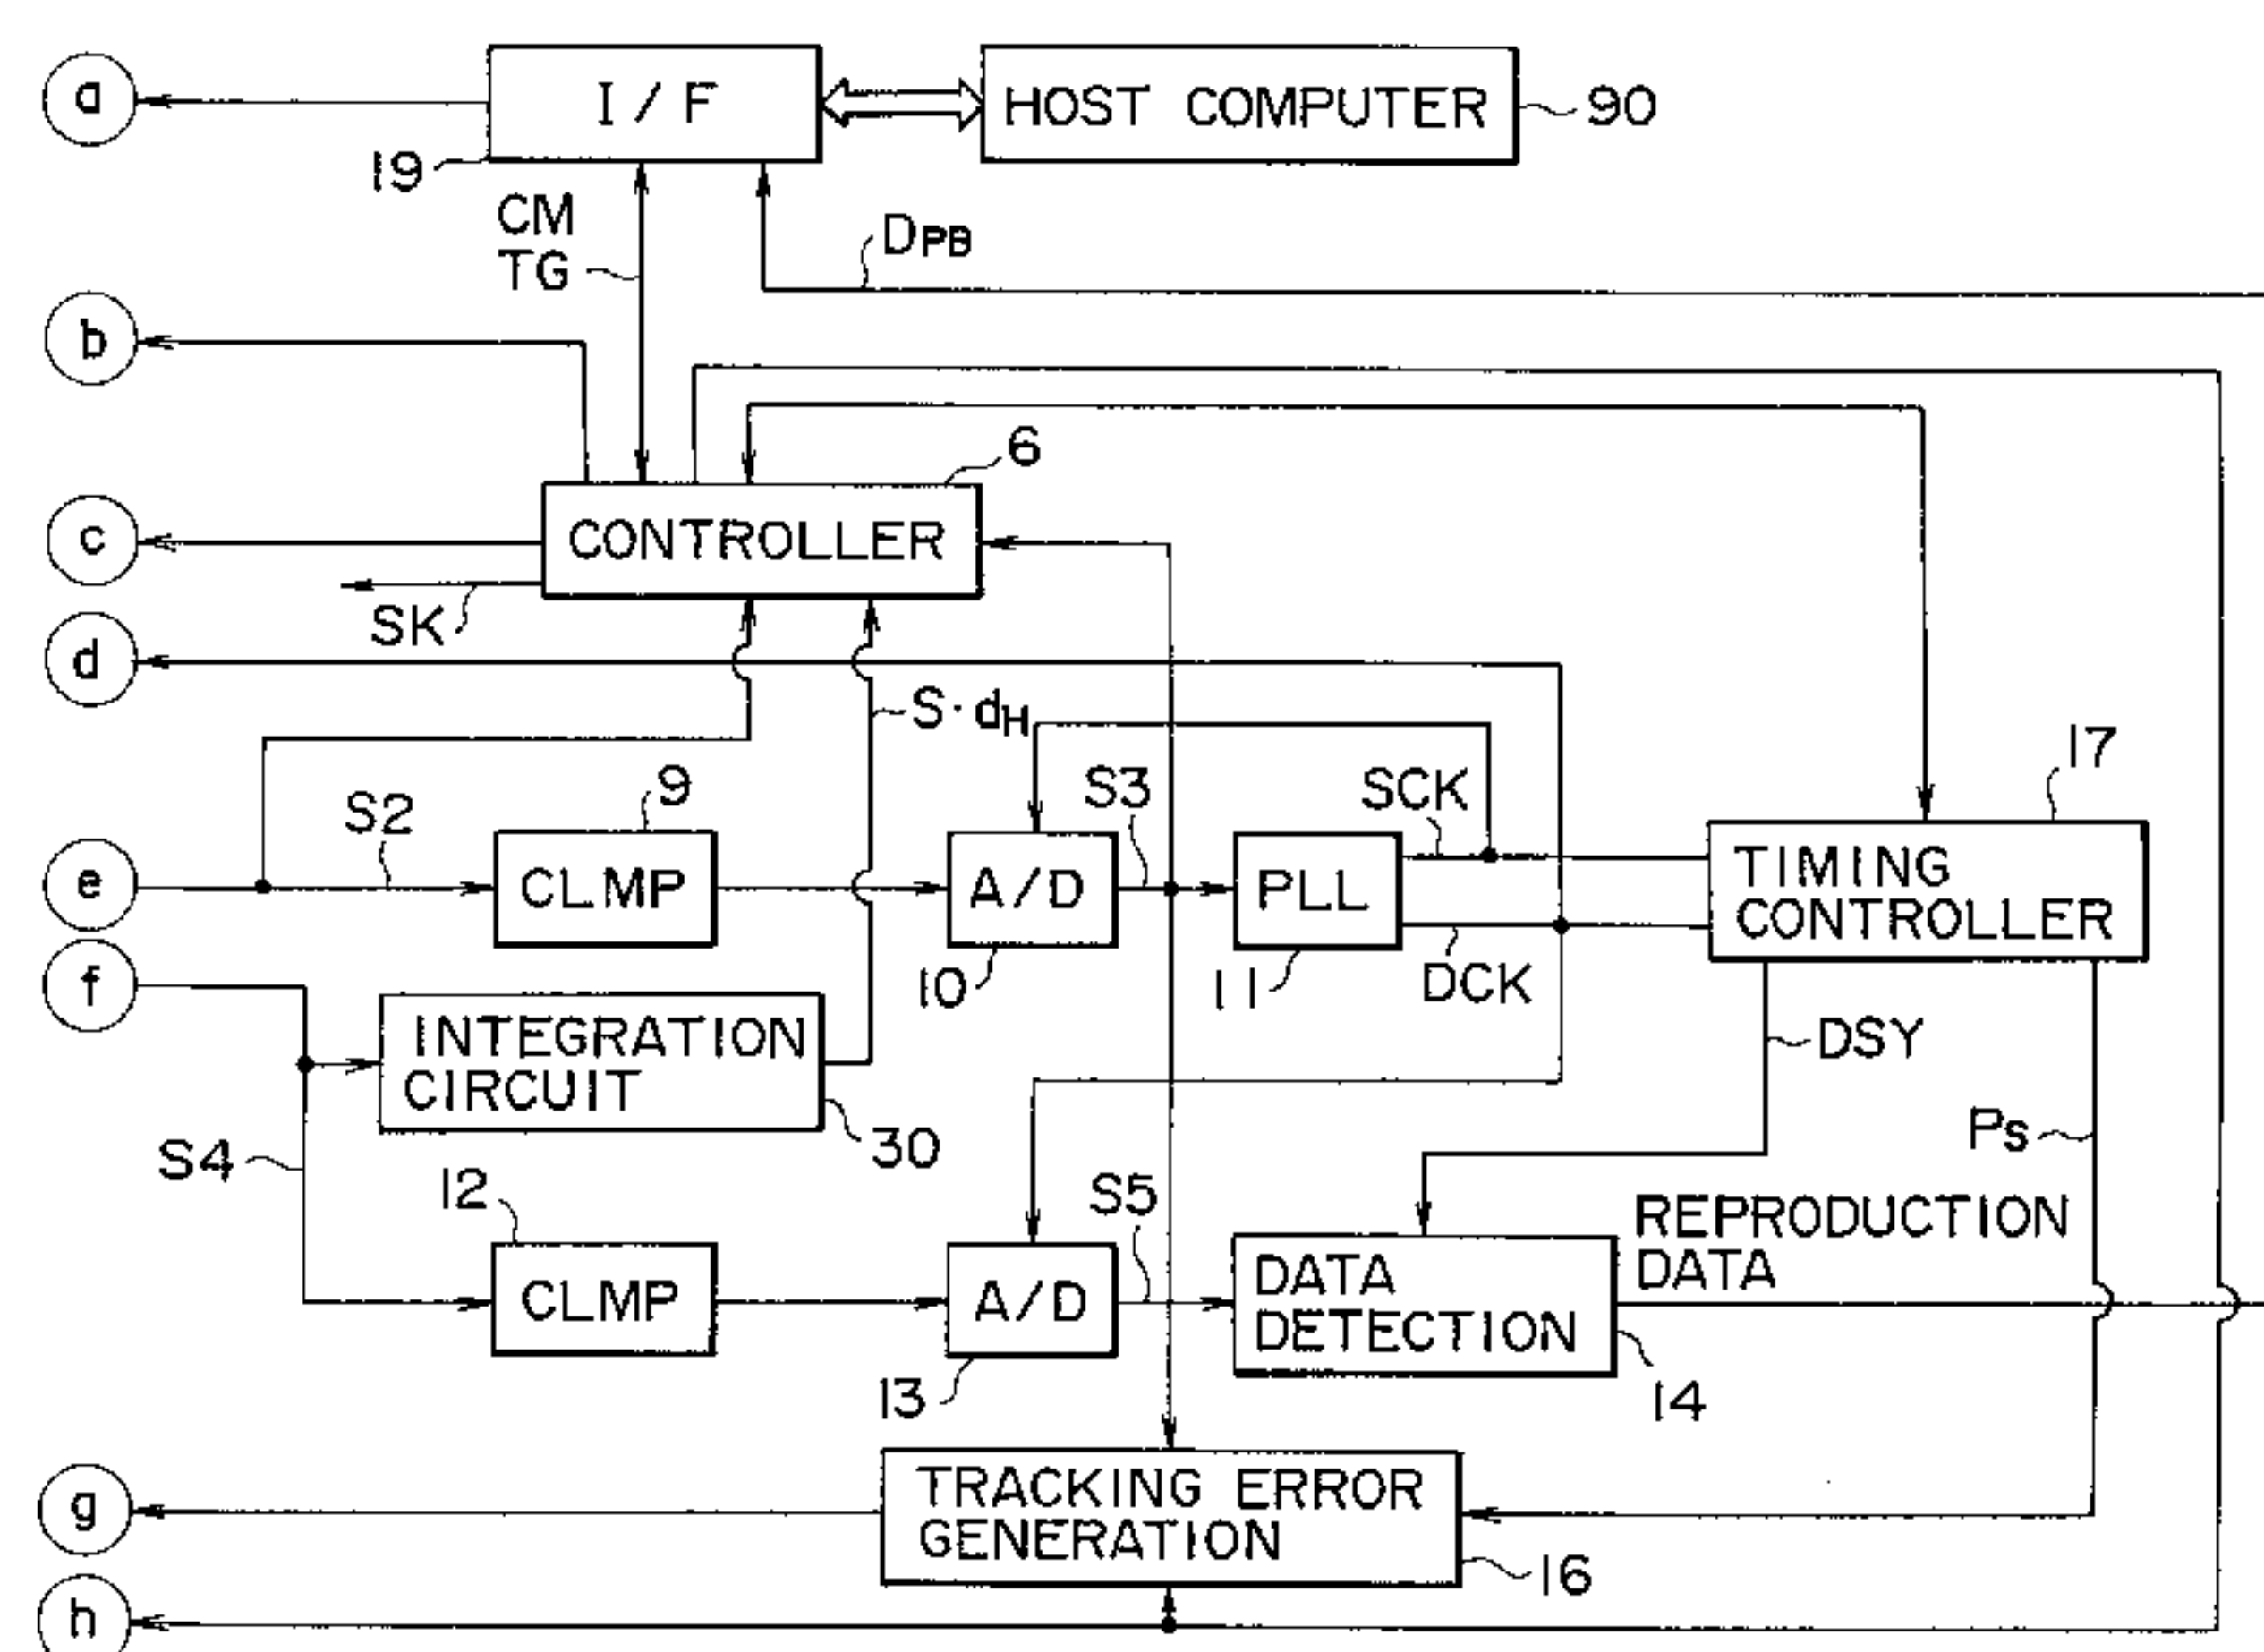 a
I/F
HOST COMPUTER
90
19
CM
TG
DPB
b
6
c
CONTROLLER
SK
d
S·dH
17
9
S2
S3
SCK
e
CLMP
A/D
PLL
TIMING
CONTROLLER
f
10
11
DCK
INTEGRATION
CIRCUIT
DSY
30
Ps
S4
12
S5
REPRODUCTION
DATA
CLMP
A/D
DATA
DETECTION
13
14
g
TRACKING ERROR
GENERATION
16
h